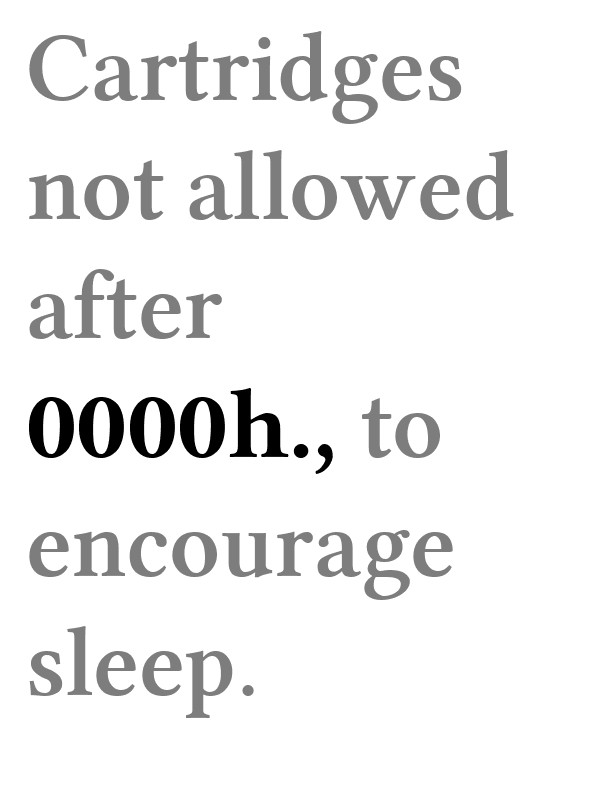 Cartridges
not allowed
after
0000h., to
encourage
sleep.